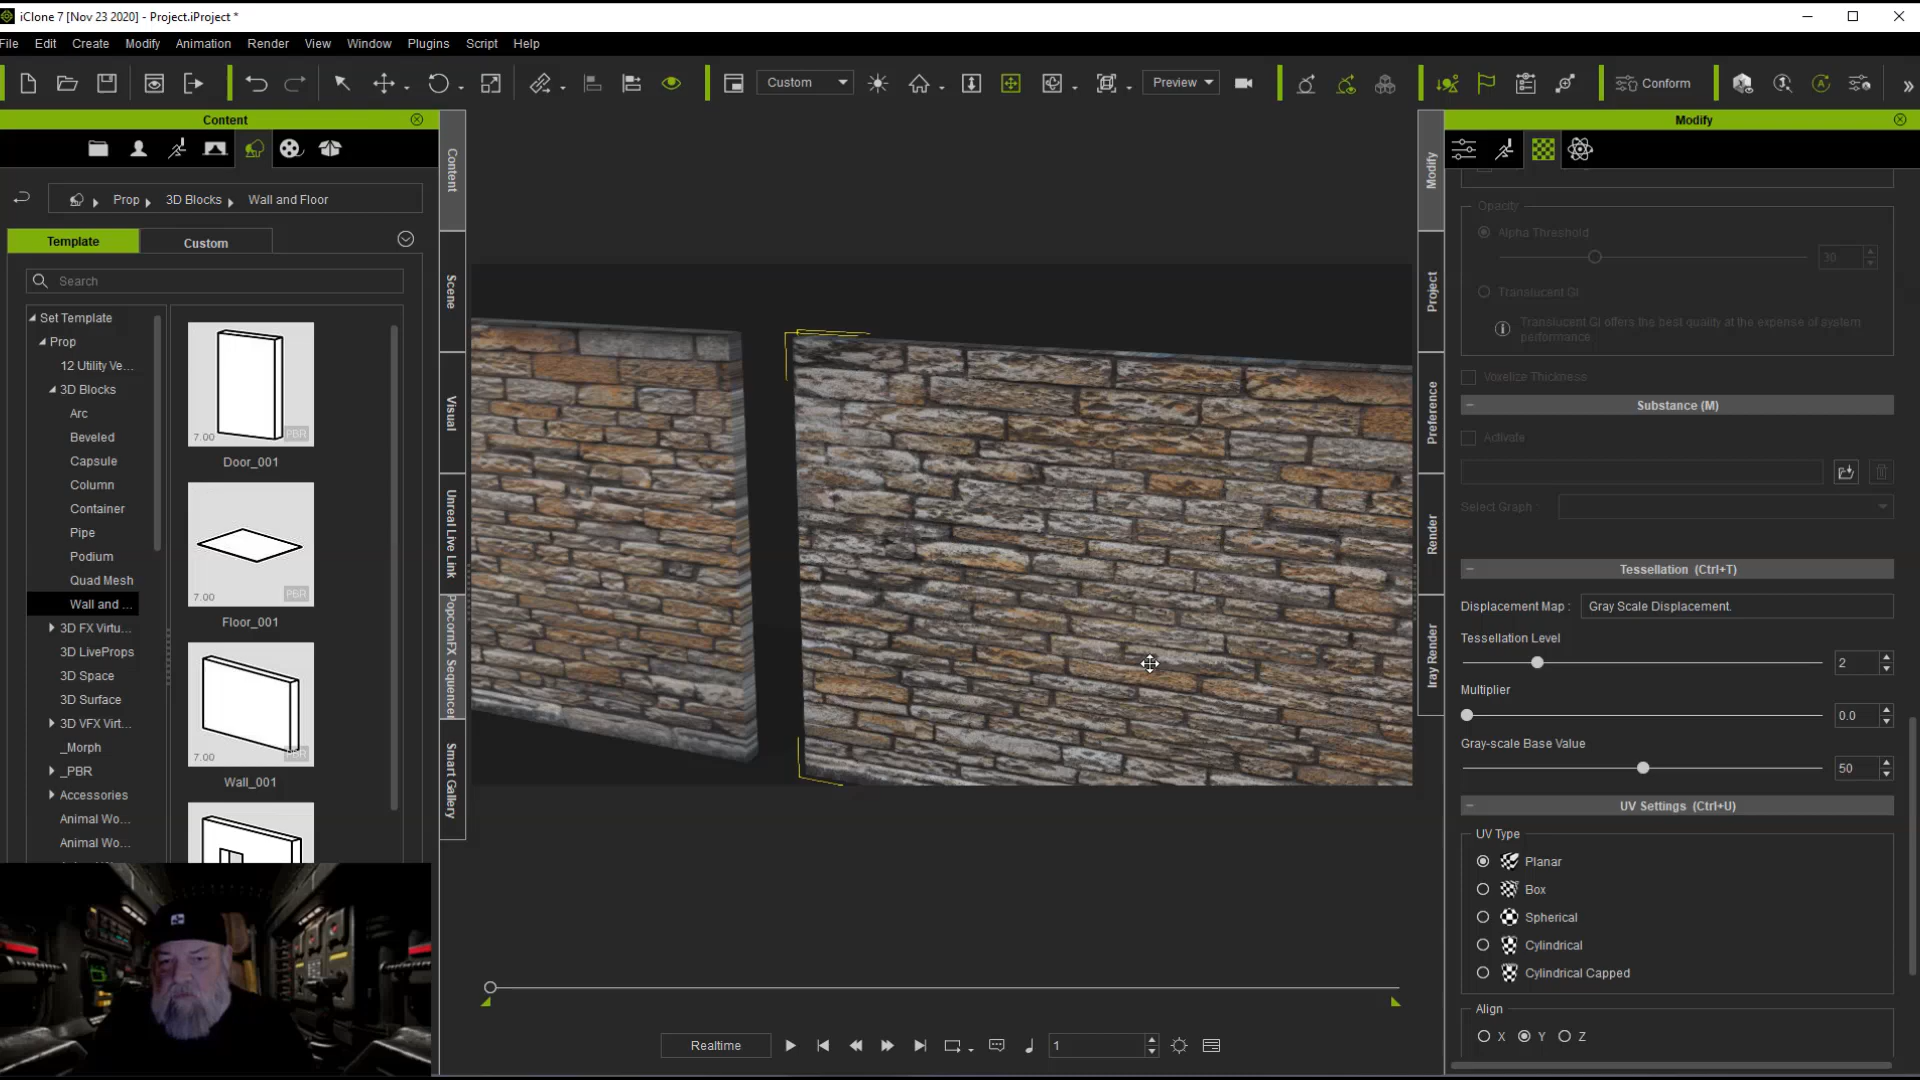 iClone 7 [Nov 23 2020] - Project.iProject *
File Edit Create Modify Animation Render View Window Plugins Script Help
Custom
Preview
Conform
Content
Prop 3D Blocks Wall and Floor
Template Custom
Search
Set Template
Prop
12 Utility Ve...
3D Blocks
Arc
Beveled
Capsule
Column
Container
Pipe
Podium
Quad Mesh
Wall and ...
3D FX Virtu...
3D LiveProps
3D Space
3D Surface
3D VFX Virt...
_Morph
_PBR
Accessories
Animal Wo...
Animal Wo...
7.00 PBR
Door_001
7.00 PBR
Floor_001
7.00 PBR
Wall_001
Content
Scene
Visual
Unreal Live Link
PopcornFX Sequencer
Smart Gallery
Realtime
1
Modify
Project
Preference
Render
Iray Render
Modify
Opacity
Alpha Threshold
30
Translucent GI
Translucent GI offers the best quality at the expense of system
performance
Voxelize Thickness
Substance (M)
Activate
Select Graph :
Tessellation (Ctrl+T)
Displacement Map : Gray Scale Displacement.
Tessellation Level
2
Multiplier
0.0
Gray-scale Base Value
50
UV Settings (Ctrl+U)
UV Type
Planar
Box
Spherical
Cylindrical
Cylindrical Capped
Align
X Y Z